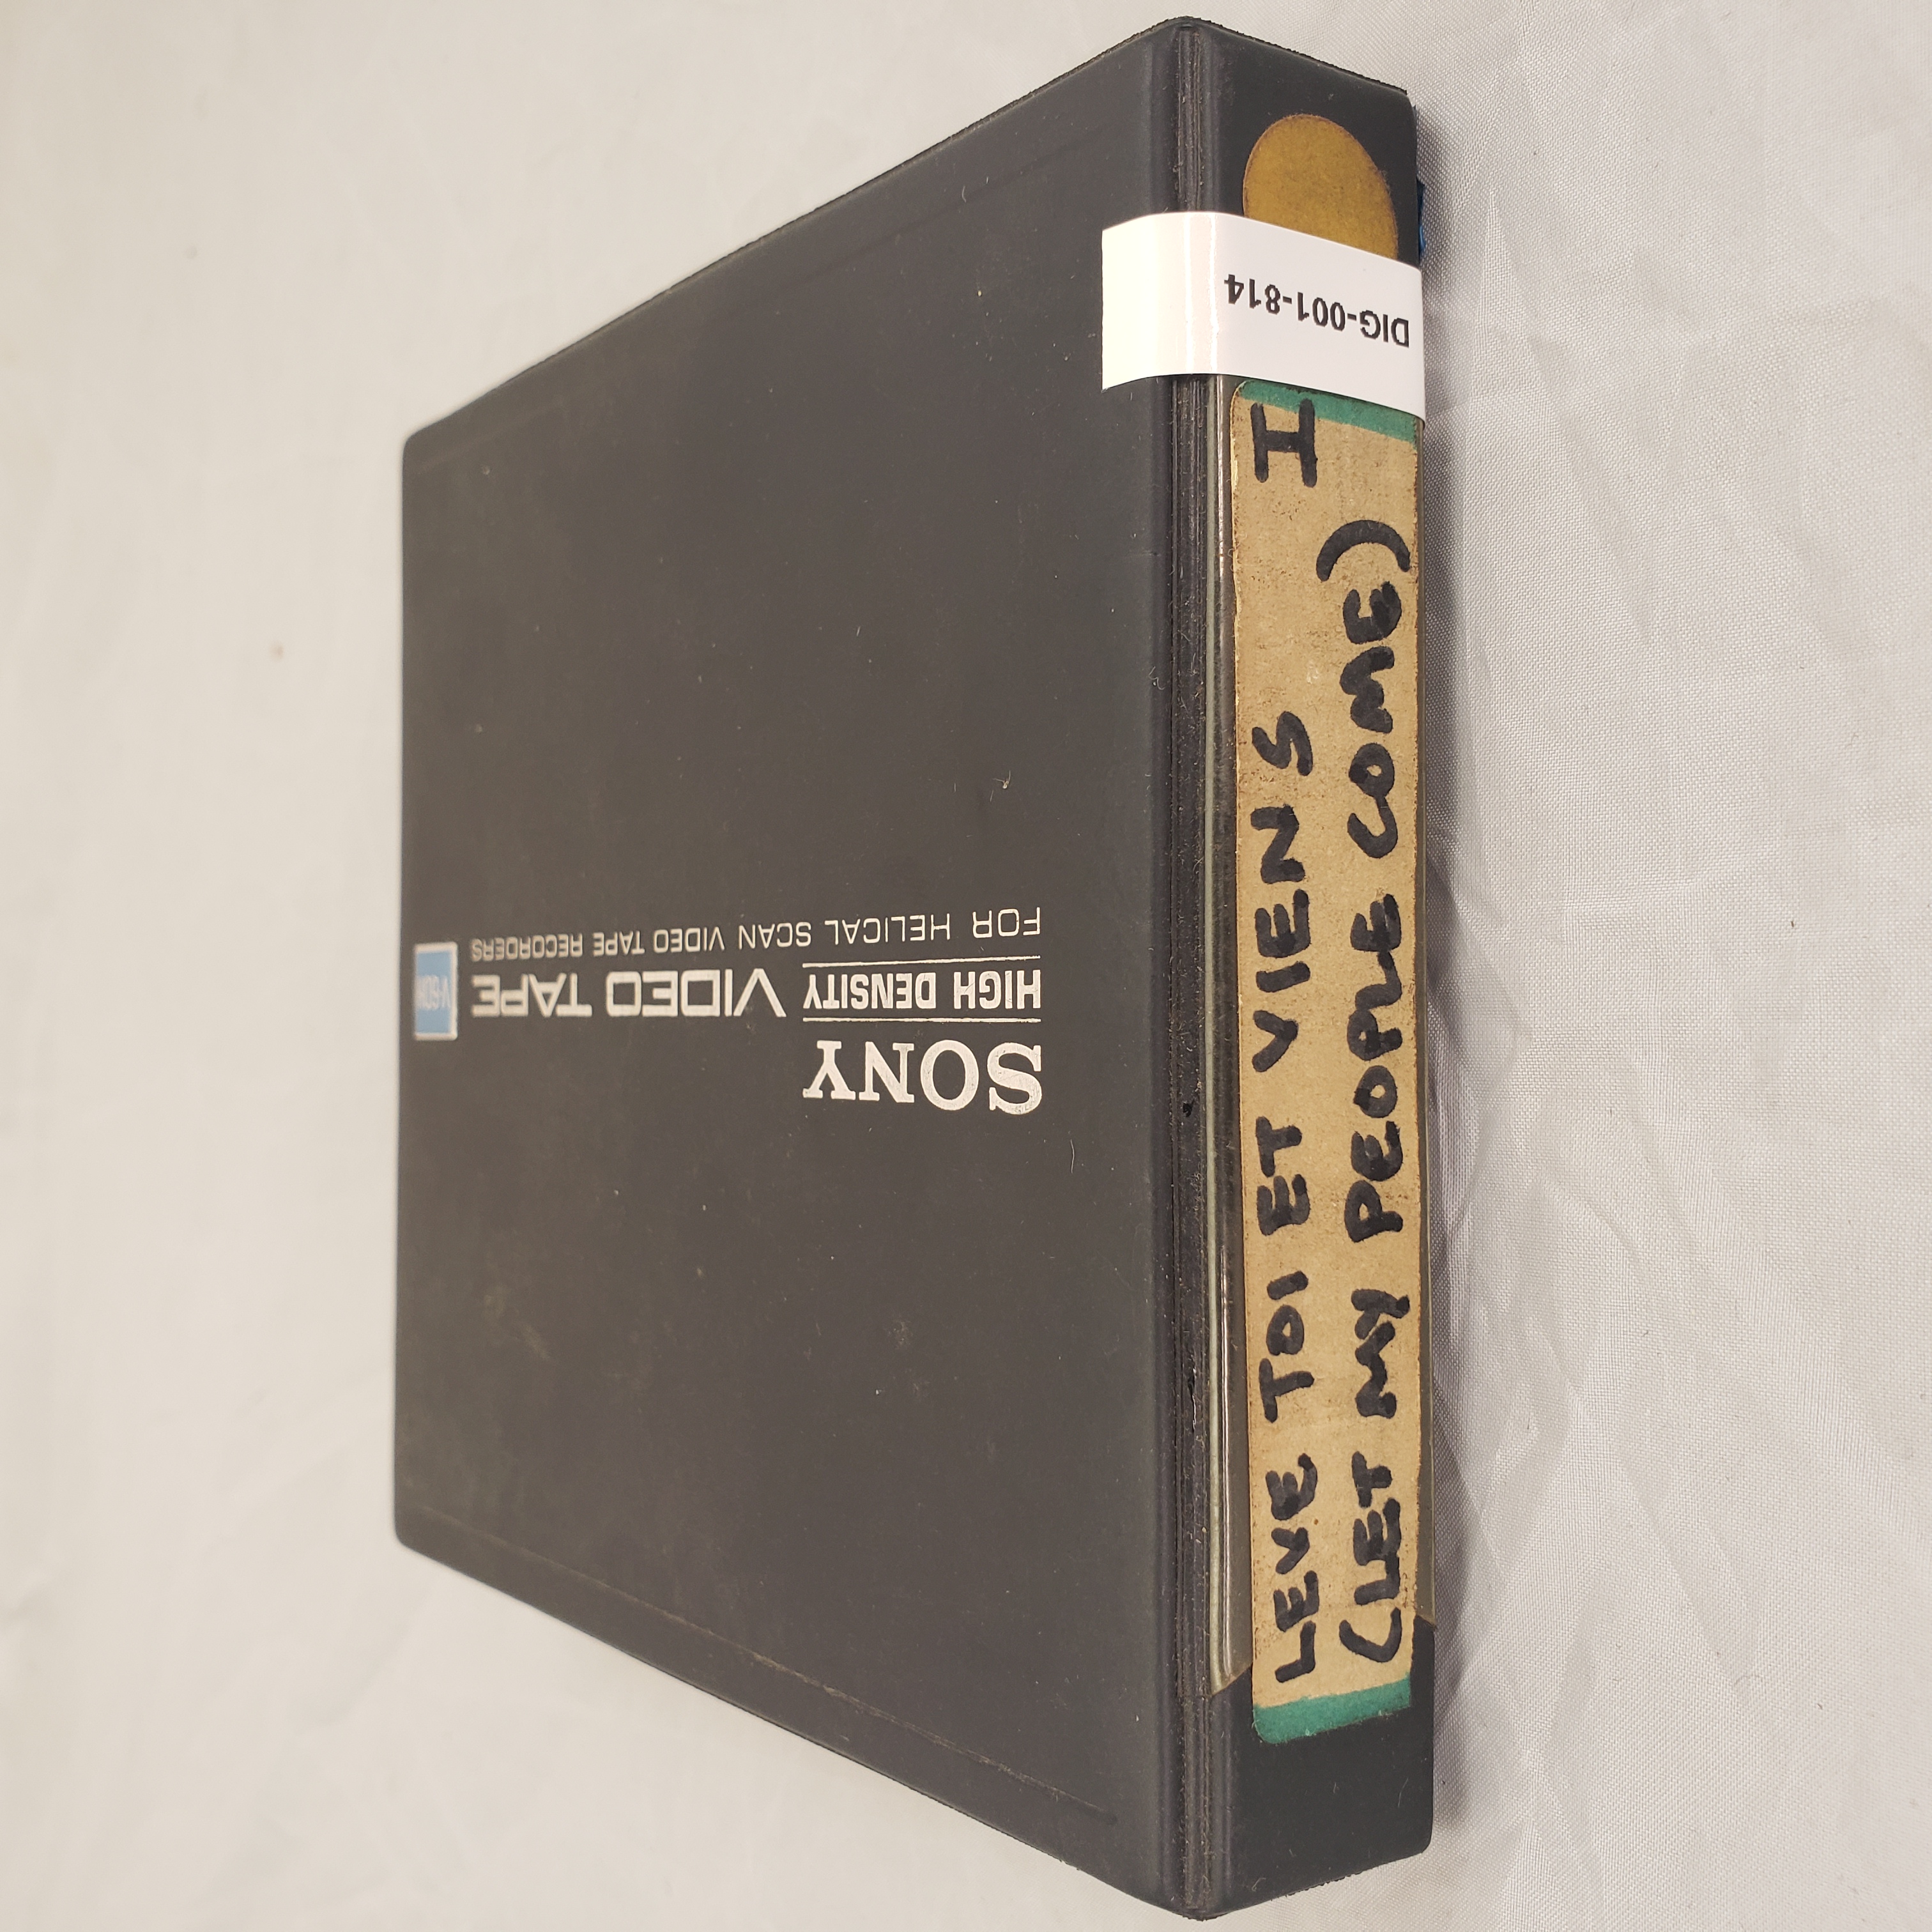 SONY
HIGH DENSITY VIDEO TAPE
FOR HELICAL SCAN VIDEO TAPE RECORDERS
DIG-001-814
LEVE TOI ET VIENS I
(LET MY PEOPLE COME)